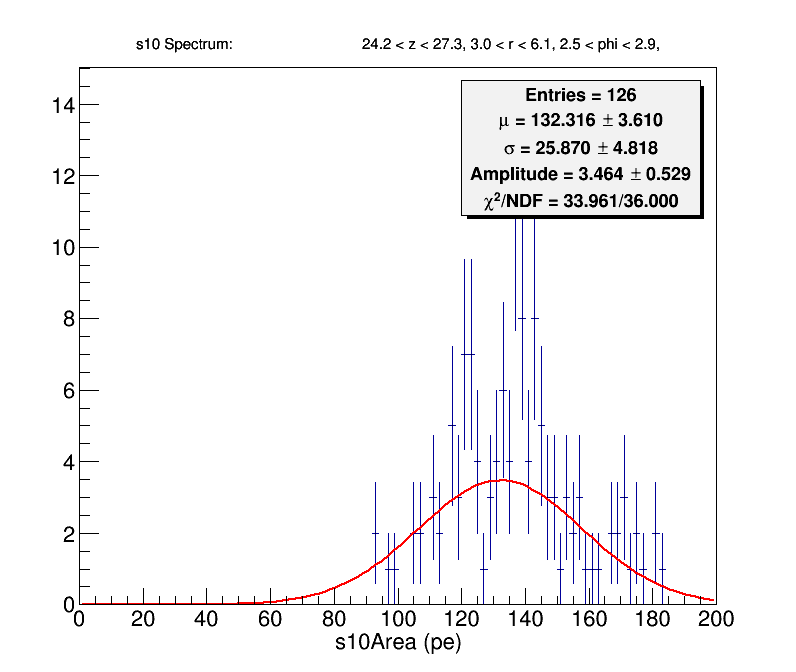 s10 Spectrum: 24.2 < z < 27.3, 3.0 < r < 6.1, 2.5 < phi < 2.9,
Entries = 126
μ = 132.316 ± 3.610
σ = 25.870 ± 4.818
Amplitude = 3.464 ± 0.529
χ²/NDF = 33.961/36.000
14
12
10
8
6
4
2
0
0 20 40 60 80 100 120 140 160 180 200
s10Area (pe)